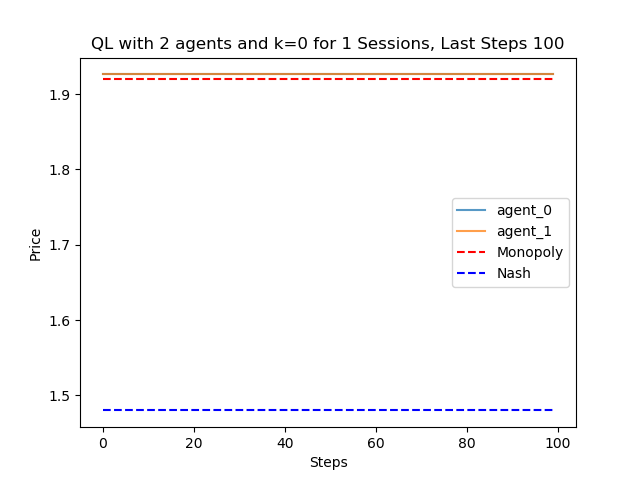 QL with 2 agents and k=0 for 1 Sessions, Last Steps 100
Price
1.9
1.8
1.7
1.6
1.5
agent_0
agent_1
Monopoly
Nash
0 20 40 60 80 100
Steps